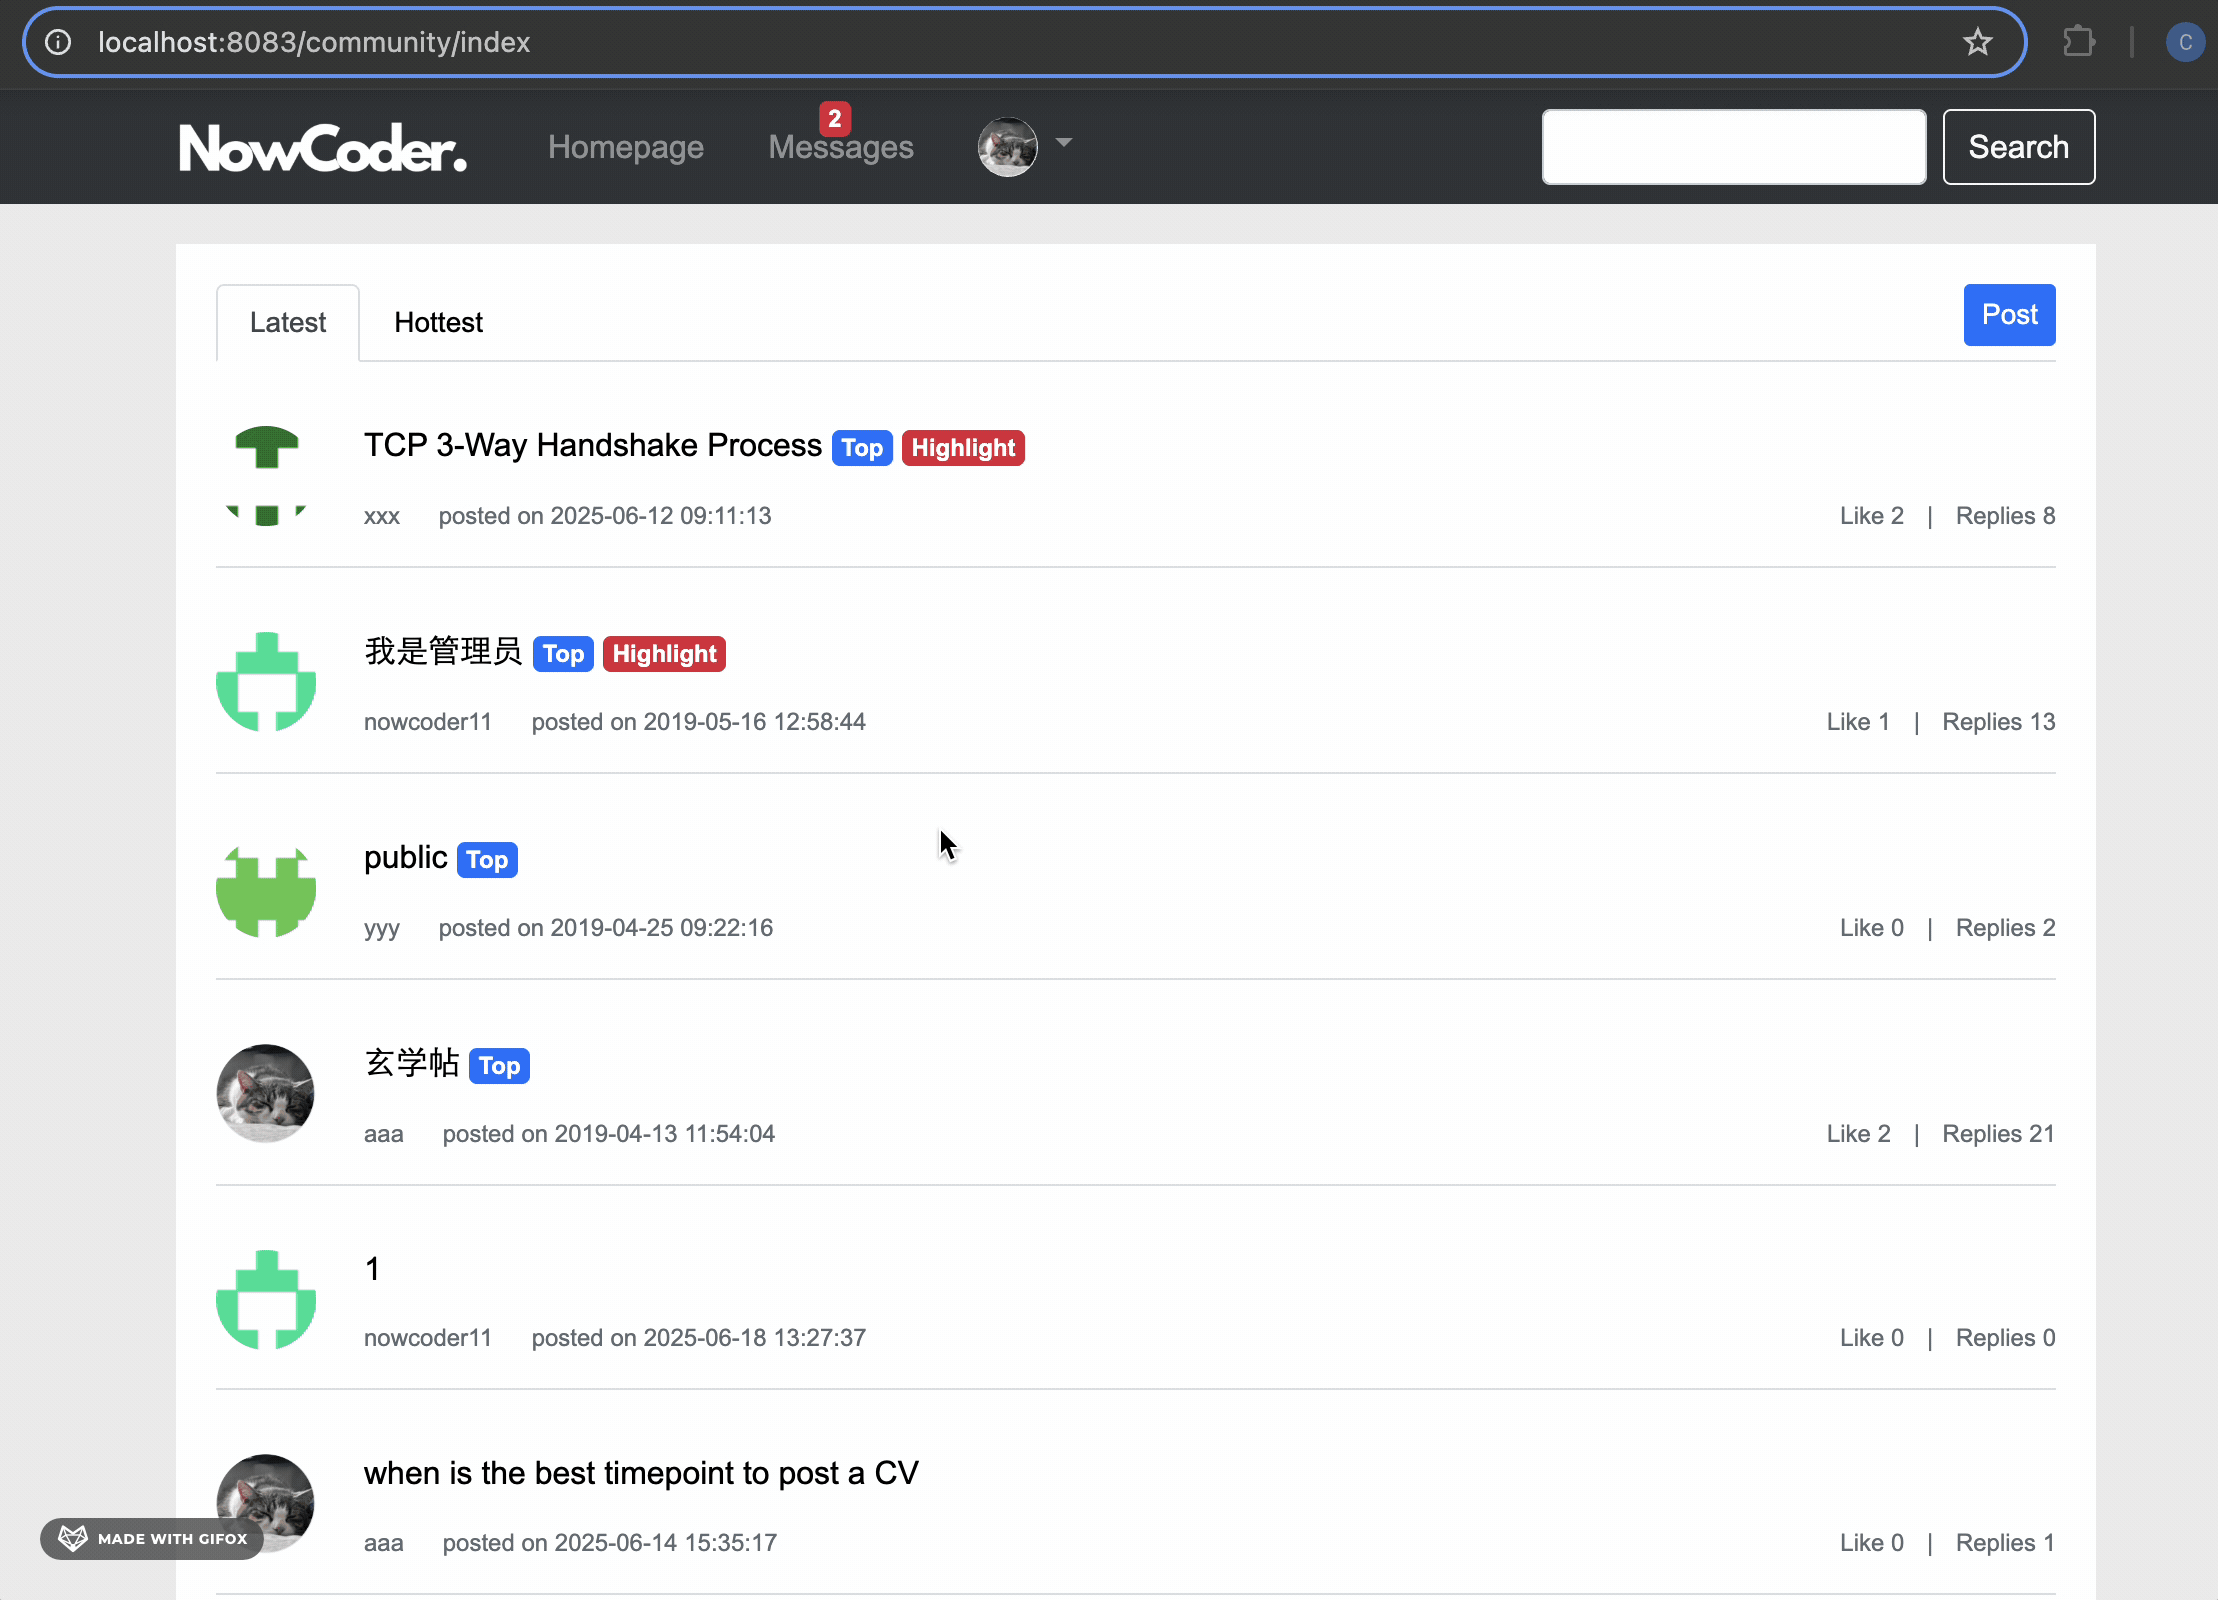 localhost:8083/community/index
C
NowCoder.
Homepage
Messages
2
Search
Latest
Hottest
Post
TCP 3-Way Handshake Process Top Highlight
xxx posted on 2025-06-12 09:11:13 Like 2 | Replies 8
我是管理员 Top Highlight
nowcoder11 posted on 2019-05-16 12:58:44 Like 1 | Replies 13
public Top
yyy posted on 2019-04-25 09:22:16 Like 0 | Replies 2
玄学帖 Top
aaa posted on 2019-04-13 11:54:04 Like 2 | Replies 21
1
nowcoder11 posted on 2025-06-18 13:27:37 Like 0 | Replies 0
when is the best timepoint to post a CV
aaa posted on 2025-06-14 15:35:17 Like 0 | Replies 1
MADE WITH GIFOX